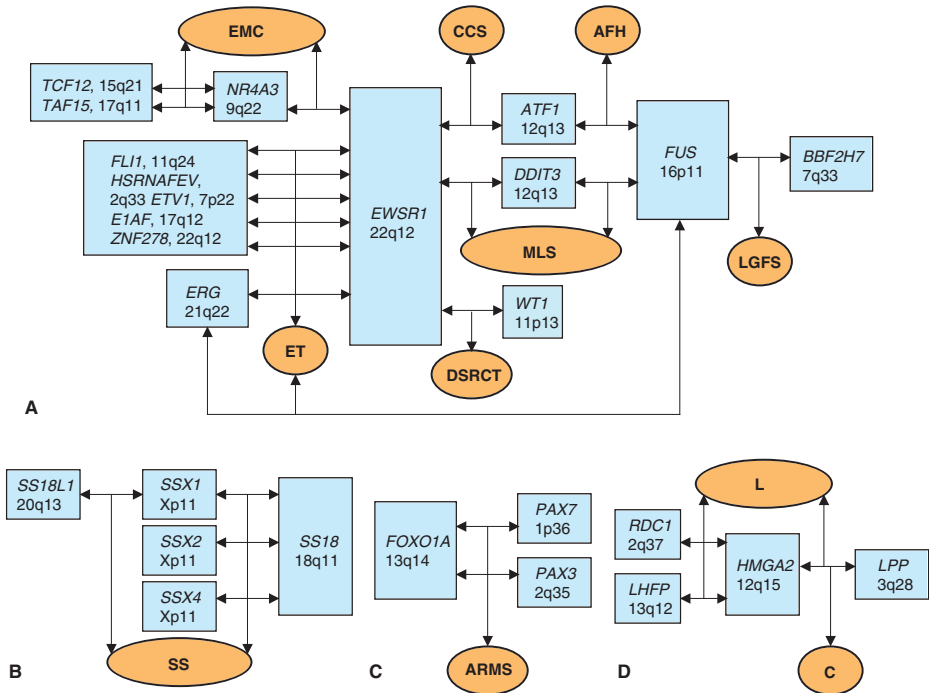 EMC
CCS
AFH
TCF12, 15q21
TAF15, 17q11
NR4A3
9q22
ATF1
12q13
FUS
16p11
BBF2H7
7q33
FLI1, 11q24
HSRNAFEV,
2q33 ETV1, 7p22
E1AF, 17q12
ZNF278, 22q12
EWSR1
22q12
DDIT3
12q13
MLS
LGFS
ERG
21q22
WT1
11p13
ET
DSRCT
A
SS18L1
20q13
SSX1
Xp11
SSX2
Xp11
SSX4
Xp11
SS18
18q11
SS
B
FOXO1A
13q14
PAX7
1p36
PAX3
2q35
ARMS
C
L
RDC1
2q37
LHFP
13q12
HMGA2
12q15
LPP
3q28
C
D